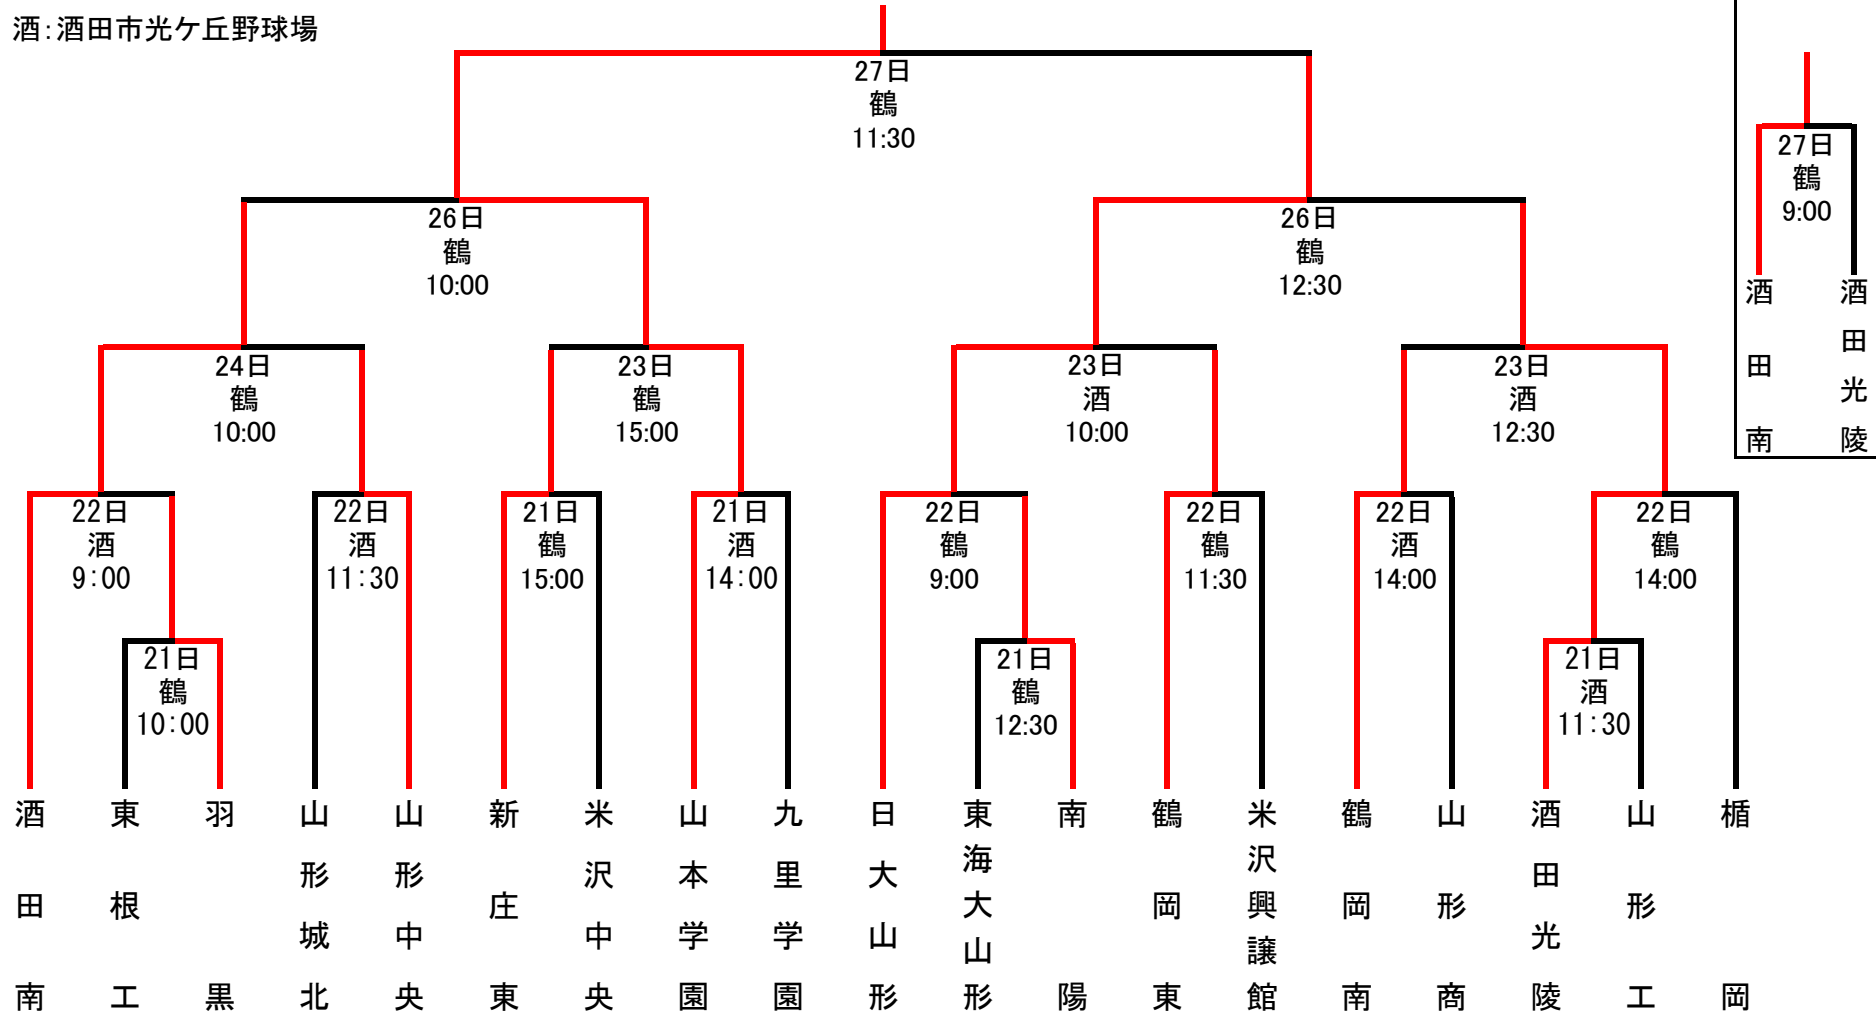 酒:酒田市光ケ丘野球場
27日
鶴
11:30
27日
鶴
9:00
酒田南
酒田光陵
26日
鶴
10:00
26日
鶴
12:30
24日
鶴
10:00
23日
鶴
15:00
23日
酒
10:00
23日
酒
12:30
22日
酒
9:00
22日
酒
11:30
21日
鶴
15:00
21日
酒
14:00
22日
鶴
9:00
22日
鶴
11:30
22日
酒
14:00
22日
鶴
14:00
21日
鶴
10:00
21日
鶴
12:30
21日
酒
11:30
酒田南
東根工
羽黒
山形城北
山形中央
新庄東
米沢中央
山本学園
九里学園
日大山形
東海大山形
南陽
鶴岡東
米沢興譲館
鶴岡南
山形商
酒田光陵
山形工
楯岡